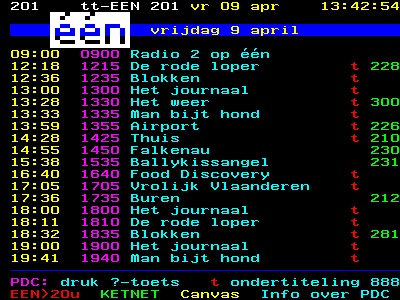 201 tt-EEN 201 vr 09 apr 13:42:54
één vrijdag 9 april
09:00 0900 Radio 2 op één
12:18 1215 De rode loper t 228
12:36 1235 Blokken t
13:00 1300 Het journaal t
13:28 1330 Het weer t 300
13:33 1335 Man bijt hond t
13:59 1355 Airport t 226
14:28 1425 Thuis t 210
14:55 1450 Falkenau 230
15:38 1535 Ballykissangel 231
16:40 1640 Food Discovery t
17:05 1705 Vrolijk Vlaanderen t
17:36 1735 Buren 212
18:00 1800 Het journaal t
18:11 1810 De rode loper t
18:32 1835 Blokken t 281
19:00 1900 Het journaal t
19:41 1940 Man bijt hond t
PDC: druk ?-toets t ondertiteling 888
EEN>20u KETNET Canvas Info over PDC